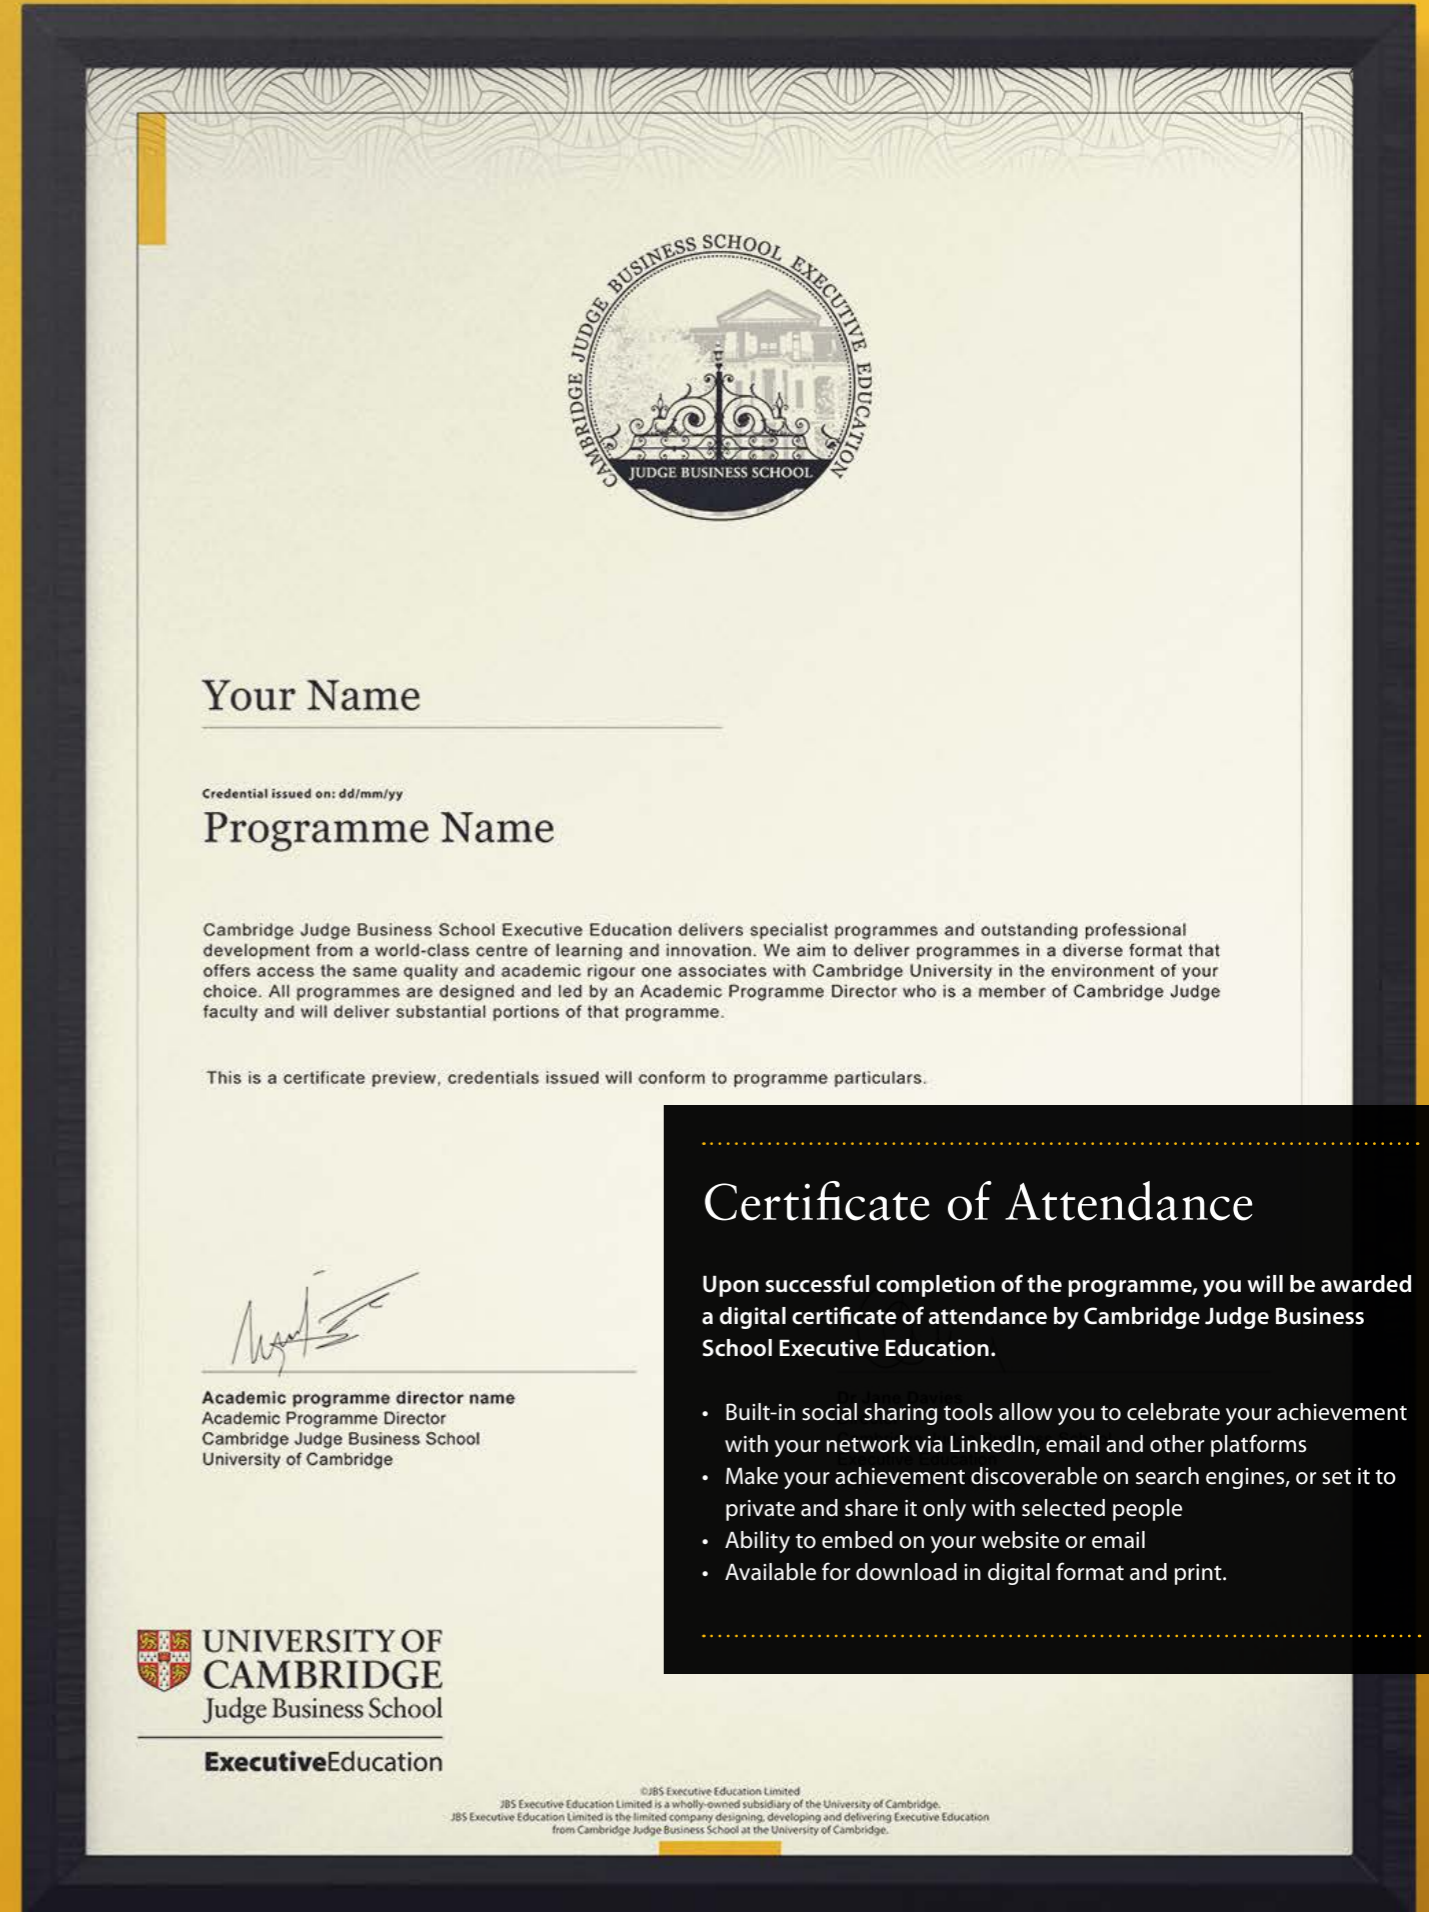 CAMBRIDGE JUDGE BUSINESS SCHOOL EXECUTIVE EDUCATION
JUDGE BUSINESS SCHOOL
Your Name
Credential issued on: dd/mm/yy
Programme Name
Cambridge Judge Business School Executive Education delivers specialist programmes and outstanding professional
development from a world-class centre of learning and innovation. We aim to deliver programmes in a diverse format that
offers access the same quality and academic rigour one associates with Cambridge University in the environment of your
choice. All programmes are designed and led by an Academic Programme Director who is a member of Cambridge Judge
faculty and will deliver substantial portions of that programme.
This is a certificate preview, credentials issued will conform to programme particulars.
Academic programme director name
Academic Programme Director
Cambridge Judge Business School
University of Cambridge
Certificate of Attendance
Upon successful completion of the programme, you will be awarded
a digital certificate of attendance by Cambridge Judge Business
School Executive Education.
• Built-in social sharing tools allow you to celebrate your achievement
with your network via LinkedIn, email and other platforms
• Make your achievement discoverable on search engines, or set it to
private and share it only with selected people
• Ability to embed on your website or email
• Available for download in digital format and print.
UNIVERSITY OF
CAMBRIDGE
Judge Business School
ExecutiveEducation
©JBS Executive Education Limited
JBS Executive Education Limited is a wholly-owned subsidiary of the University of Cambridge.
JBS Executive Education Limited is the limited company designing, developing and delivering Executive Education
from Cambridge Judge Business School at the University of Cambridge.